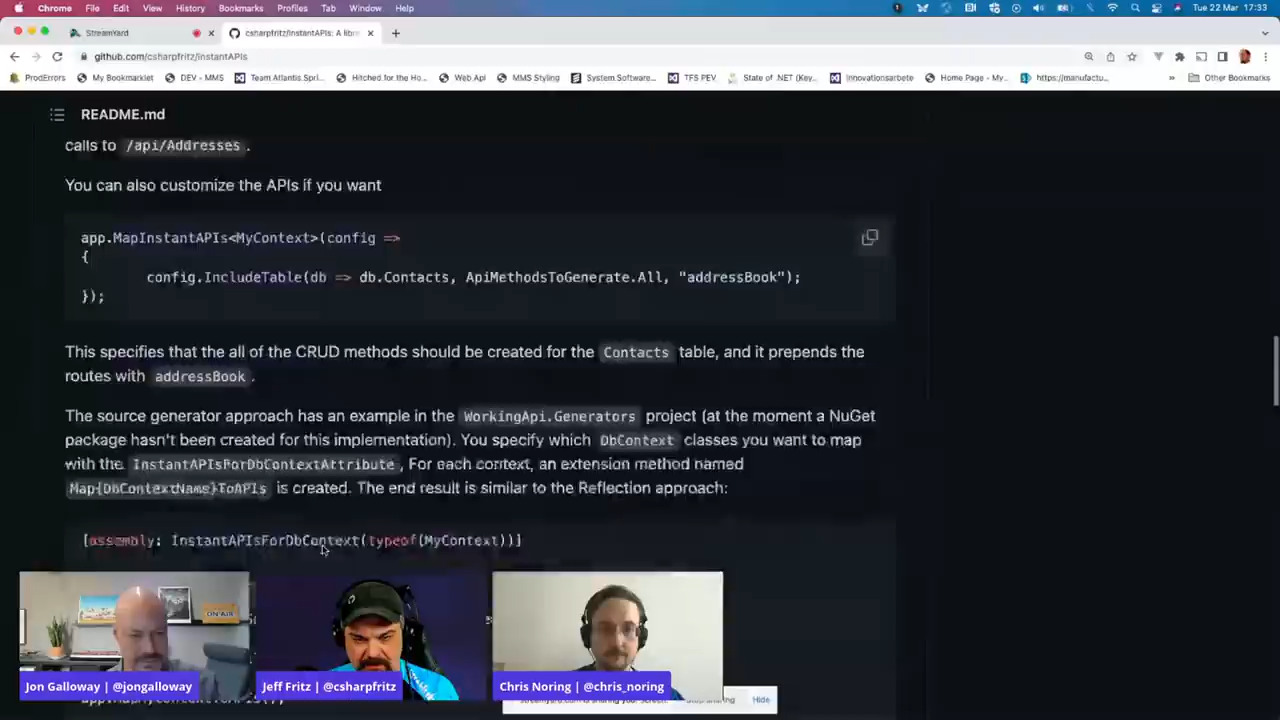 Chrome File Edit View History Bookmarks Profiles Tab Window Help Tue 22 Mar 17:33
StreamYard csharpfritz/InstantAPIs: A libra
github.com/csharpfritz/InstantAPIs
ProdErrors My Bookmarklet DEV - MMS Team Atlantis Spri... Hitched for the Ho... Web Api MMS Styling System Software... TFS PEV State of .NET (Key... Innovationsarbete Home Page - My... https://manufactu... » Other Bookmarks
README.md
calls to /api/Addresses.
You can also customize the APIs if you want
app.MapInstantAPIs<MyContext>(config =>
{
config.IncludeTable(db => db.Contacts, ApiMethodsToGenerate.All, "addressBook");
});
This specifies that the all of the CRUD methods should be created for the Contacts table, and it prepends the
routes with addressBook.
The source generator approach has an example in the WorkingApi.Generators project (at the moment a NuGet
package hasn't been created for this implementation). You specify which DbContext classes you want to map
with the InstantAPIsForDbContextAttribute, For each context, an extension method named
Map{DbContextName}ToAPIs is created. The end result is similar to the Reflection approach:
[assembly: InstantAPIsForDbContext(typeof(MyContext))]
ON-AIR
Jon Galloway | @jongalloway
Jeff Fritz | @csharpfritz
Chris Noring | @chris_noring
Hide